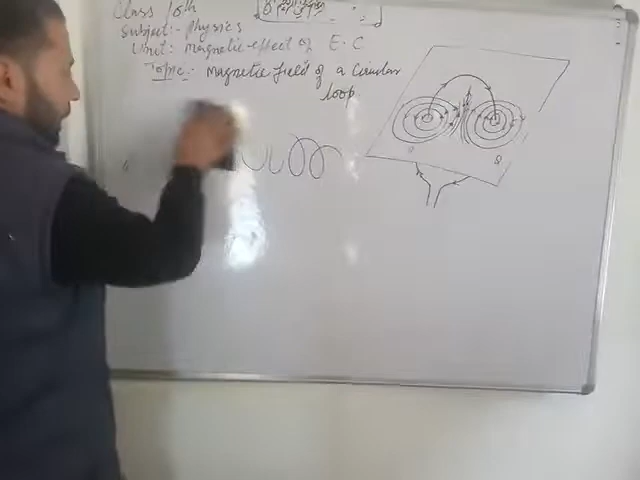 Class 10th
Subject:- physics
Unit: magnetic effect of E.C
Topic:- magnetic field of a Circular
loop.